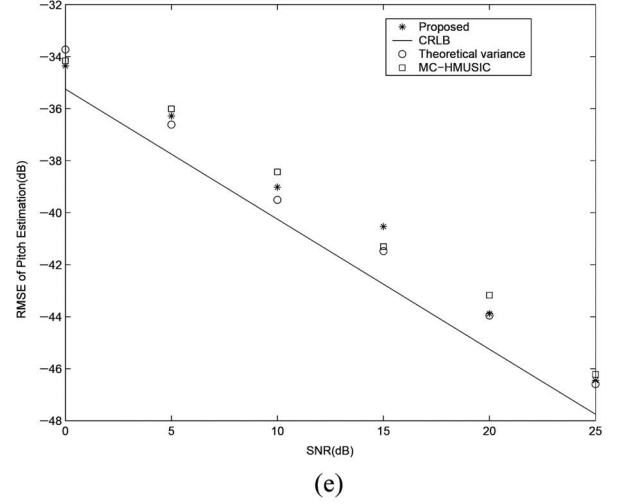 −32
−34
−36
−38
−40
−42
−44
−46
−48
RMSE of Pitch Estimation(dB)
Proposed
CRLB
Theoretical variance
MC−HMUSIC
0
5
10
15
20
25
SNR(dB)
(e)